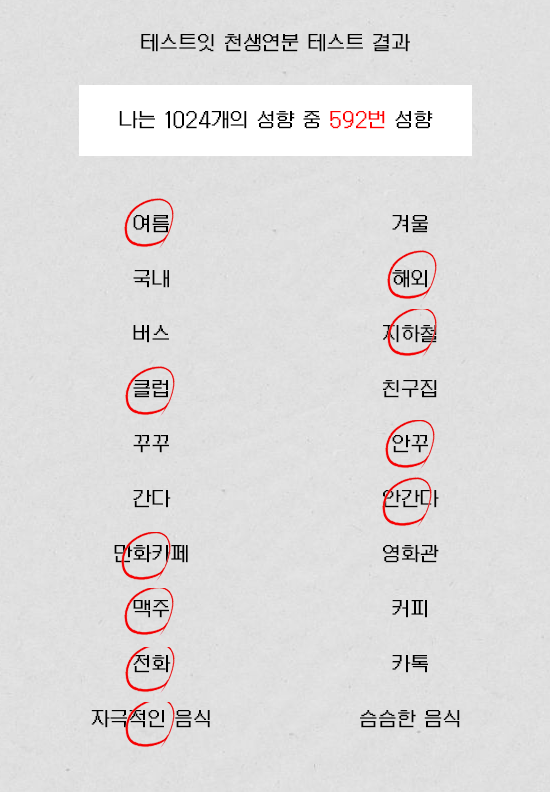 테스트잇 천생연분 테스트 결과
나는 1024개의 성향 중 592번 성향
여름 겨울
국내 해외
버스 지하철
클럽 친구집
꾸꾸 안꾸
간다 안간다
만화카페 영화관
맥주 커피
전화 카톡
자극적인 음식 슴슴한 음식